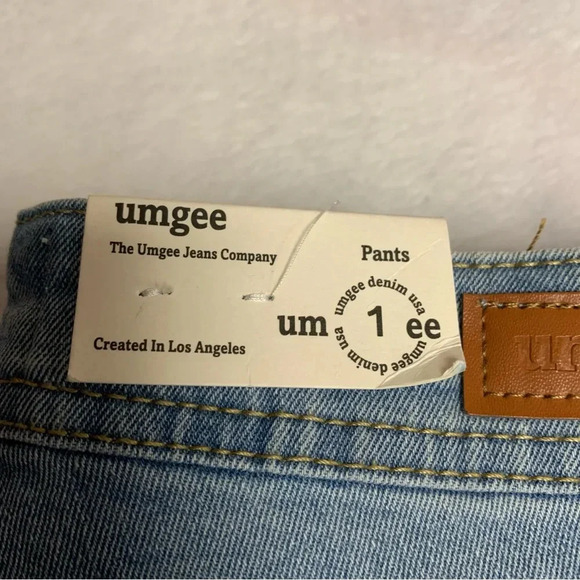 umgee
The Umgee Jeans Company
Pants
umgee denim usa
um 1 ee
umgee denim usa
Created In Los Angeles
um